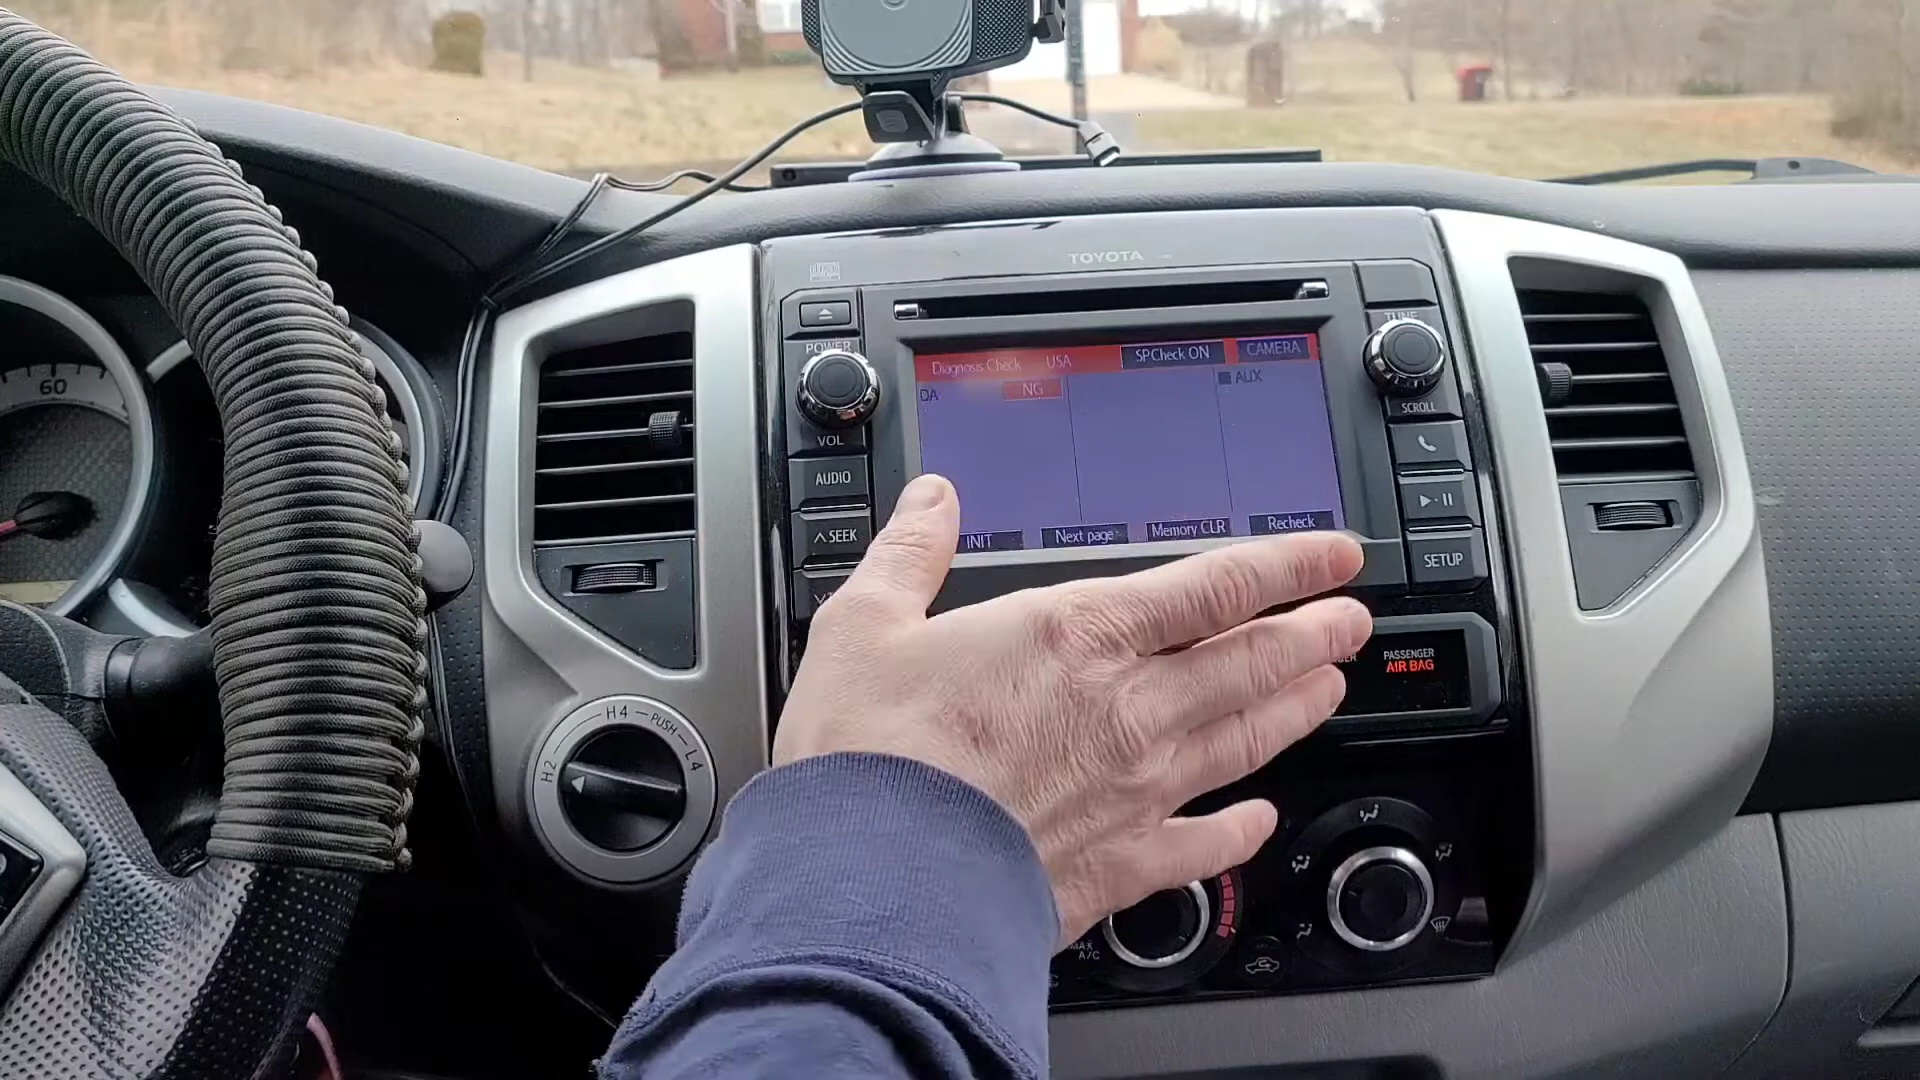 TOYOTA
POWER
VOL
AUDIO
∧ SEEK
TUNE
SCROLL
SETUP
Diagnosis Check USA SPCheck ON CAMERA
DA NG AUX
INIT Next page Memory CLR Recheck
PASSENGER
AIR BAG
60
H2 H4 PUSH L4
MAX
A/C